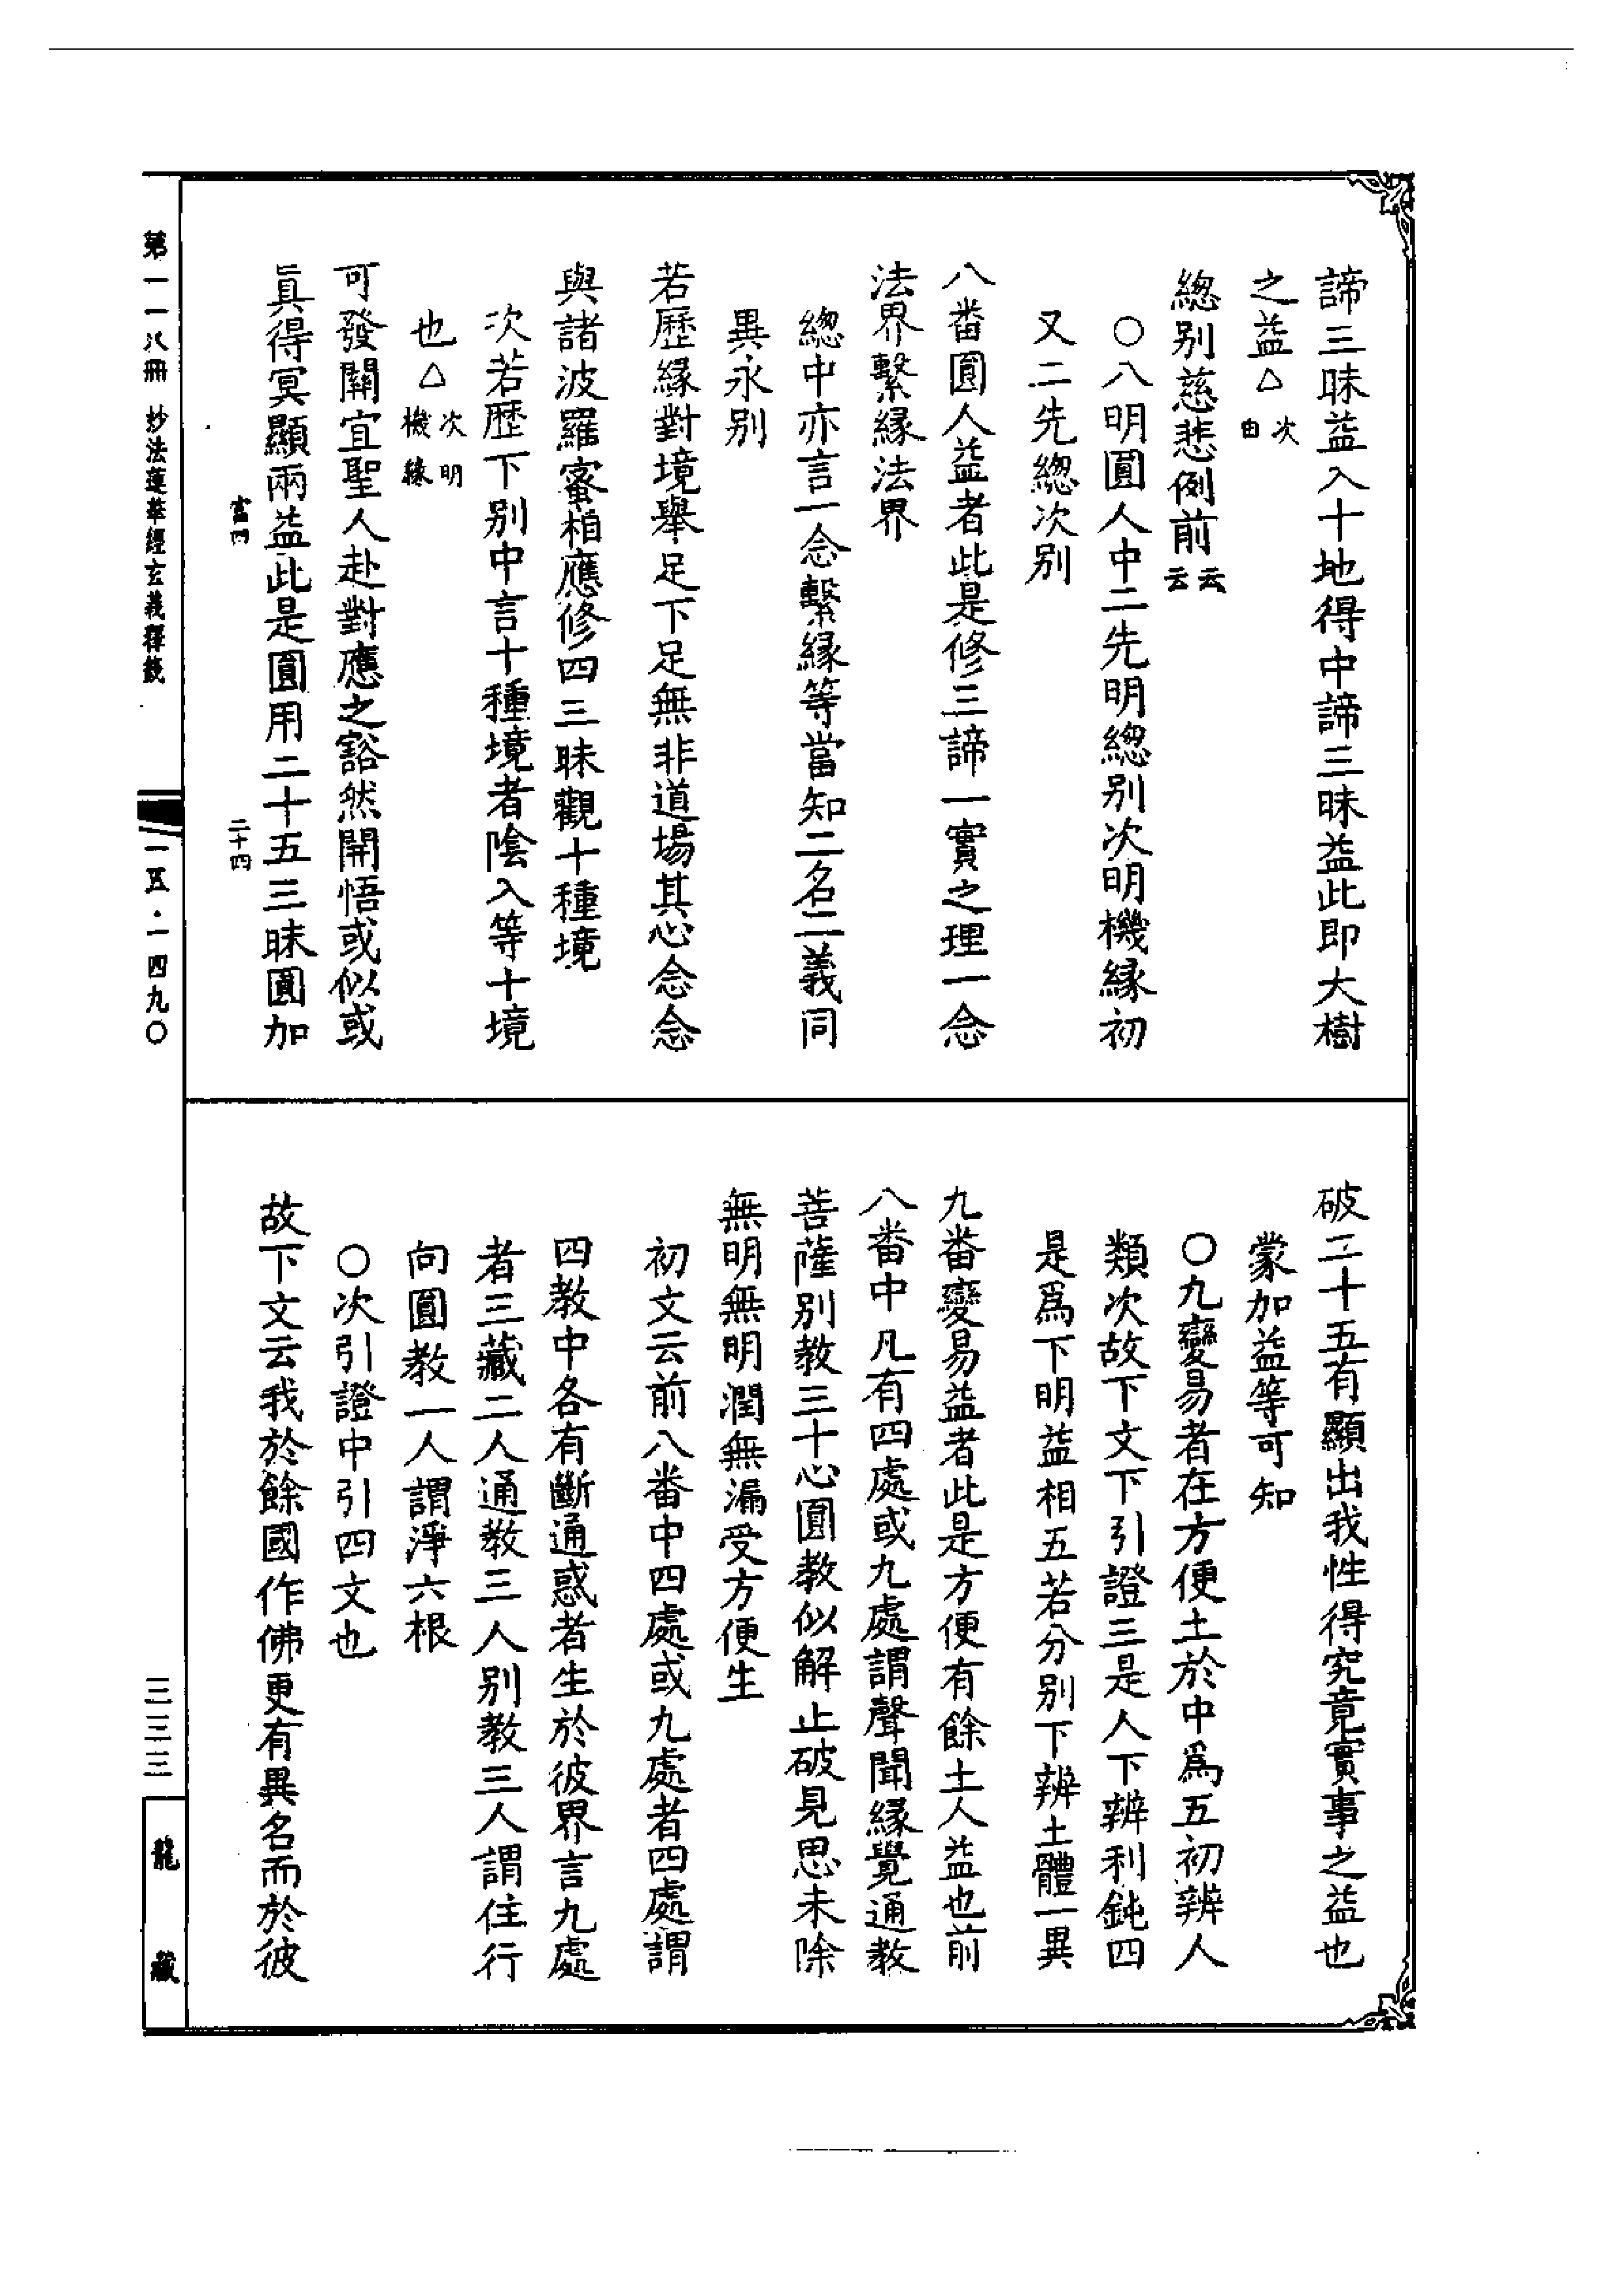 諦三昧益入十地得中諦三昧益此即大樹
之益△次由
總別慈悲例前云云
○八明圓人中二先明總別次明機緣初
又二先總次別
八番圓人益者此是修三諦一實之理一念
法界繫緣法界
總中亦言一念繫緣等當知二名二義同
異永別
若歷緣對境舉足下足無非道場其心念念
與諸波羅蜜相應修四三昧觀十種境
次若歷下別中言十種境者陰入等十境
也△次明機緣
可發關宜聖人赴對應之豁然開悟或似或
眞得冥顯兩益此是圓用二十五三昧圓加
富四 二十四
破二十五有顯出我性得究竟實事之益也
蒙加益等可知
○九變易者在方便土於中爲五初辨人
類次故下文下引證三是人下辨利鈍四
是爲下明益相五若分別下辨土體一異
九番變易益者此是方便有餘土人益也前
八番中凡有四處或九處謂聲聞緣覺通教
菩薩別教三十心圓教似解止破見思未除
無明無明潤無漏受方便生
初文云前八番中四處或九處者四處謂
四教中各有斷通惑者生於彼界言九處
者三藏二人通教三人別教三人謂住行
向圓教一人謂淨六根
○次引證中引四文也
故下文云我於餘國作佛更有異名而於彼
第一一八冊 妙法蓮華經玄義釋籤
一五·一四九〇
三三三
龍藏